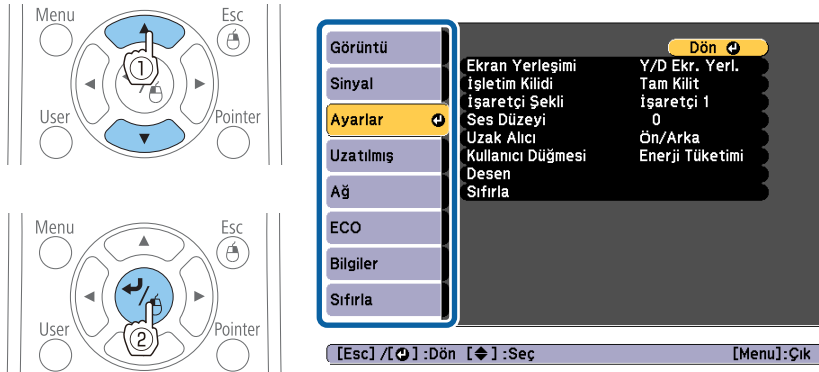 Menu
Esc
①
User
Pointer
Menu
Esc
②
User
Pointer
Görüntü
Sinyal
Ayarlar
Uzatılmış
Ağ
ECO
Bilgiler
Sıfırla
Dön
Ekran Yerleşimi Y/D Ekr. Yerl.
İşletim Kilidi Tam Kilit
İşaretçi Şekli İşaretçi 1
Ses Düzeyi 0
Uzak Alıcı Ön/Arka
Kullanıcı Düğmesi Enerji Tüketimi
Desen
Sıfırla
[Esc] /[ ] :Dön [ ] :Seç [Menu]:Çık